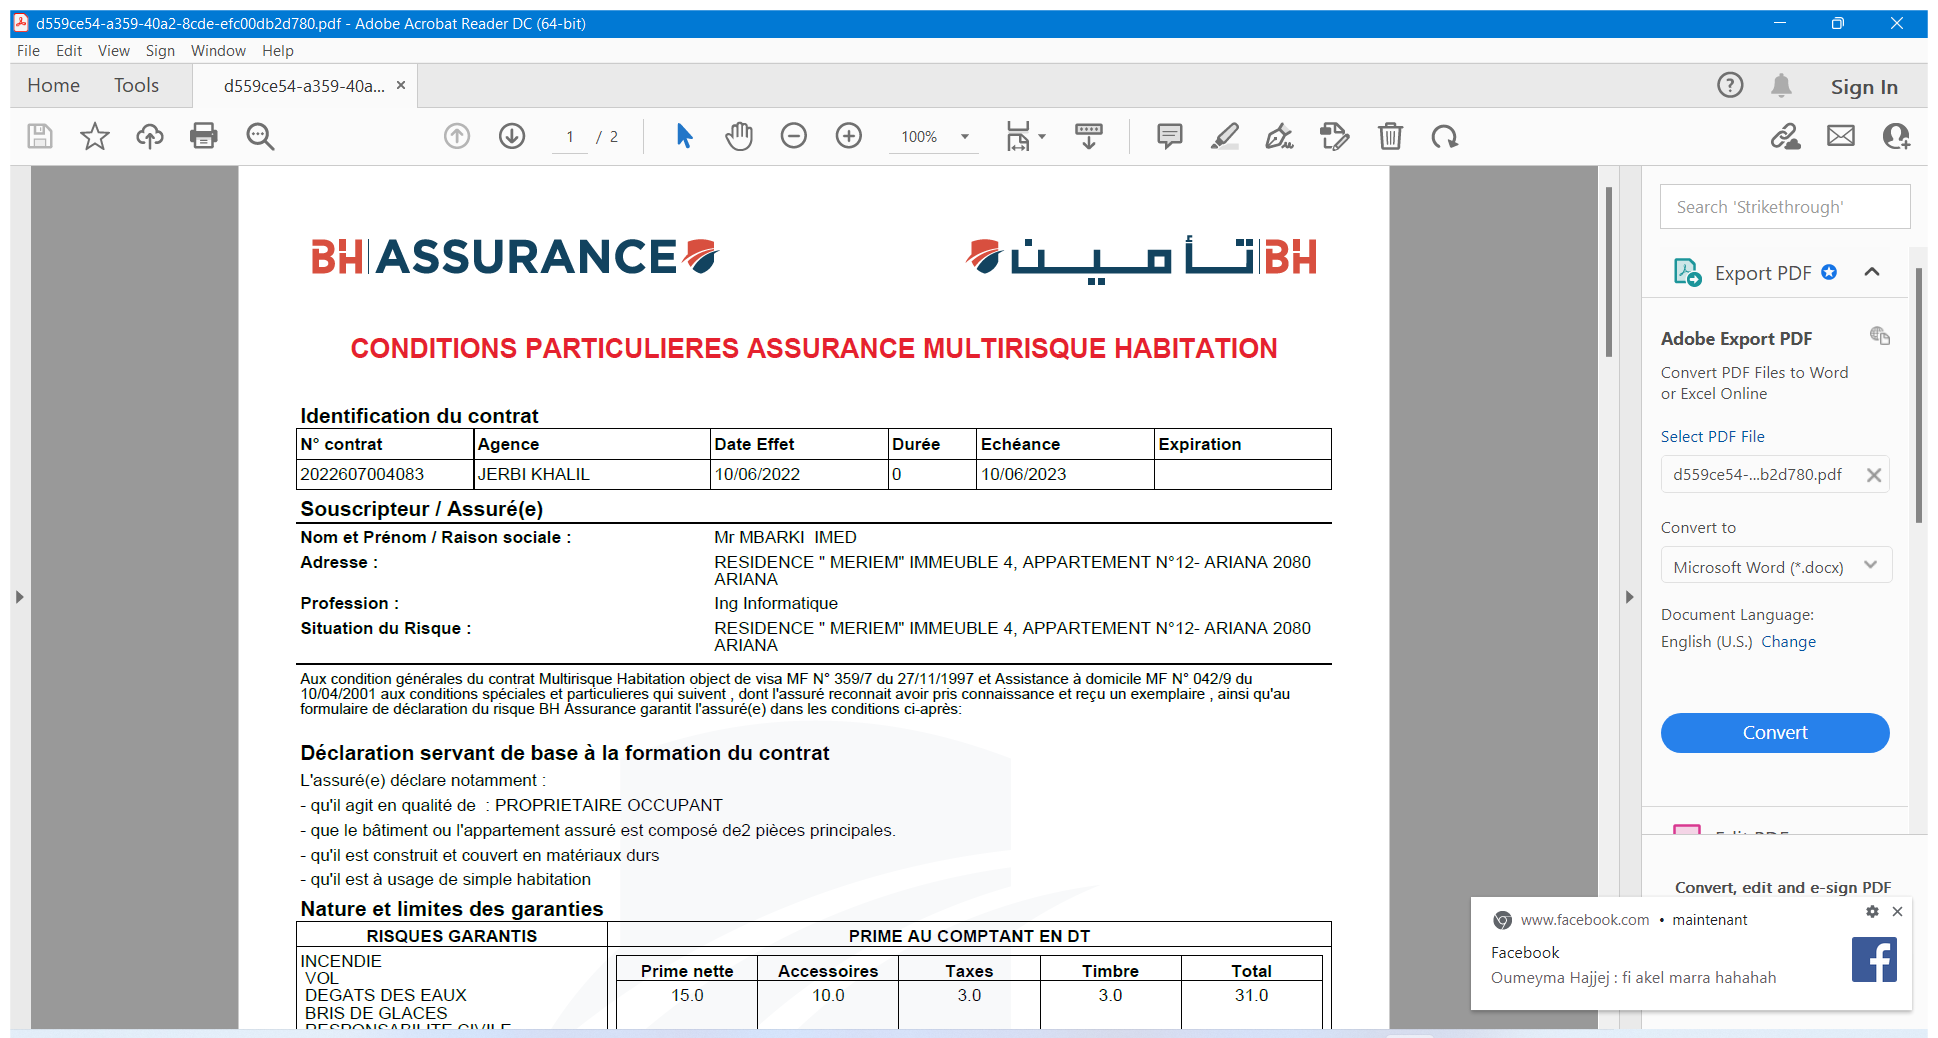 d559ce54-a359-40a2-8cde-efc00db2d780.pdf - Adobe Acrobat Reader DC (64-bit)
File Edit View Sign Window Help
Home Tools d559ce54-a359-40a... × Sign In
1 / 2 100%
BH ASSURANCE
BH تأمين
CONDITIONS PARTICULIERES ASSURANCE MULTIRISQUE HABITATION
Identification du contrat
N° contrat Agence Date Effet Durée Echéance Expiration
2022607004083 JERBI KHALIL 10/06/2022 0 10/06/2023
Souscripteur / Assuré(e)
Nom et Prénom / Raison sociale : Mr MBARKI IMED
Adresse : RESIDENCE " MERIEM" IMMEUBLE 4, APPARTEMENT N°12- ARIANA 2080
ARIANA
Profession : Ing Informatique
Situation du Risque : RESIDENCE " MERIEM" IMMEUBLE 4, APPARTEMENT N°12- ARIANA 2080
ARIANA
Aux condition générales du contrat Multirisque Habitation object de visa MF N° 359/7 du 27/11/1997 et Assistance à domicile MF N° 042/9 du
10/04/2001 aux conditions spéciales et particulieres qui suivent , dont l'assuré reconnait avoir pris connaissance et reçu un exemplaire , ainsi qu'au
formulaire de déclaration du risque BH Assurance garantit l'assuré(e) dans les conditions ci-après:
Déclaration servant de base à la formation du contrat
L'assuré(e) déclare notamment :
- qu'il agit en qualité de : PROPRIETAIRE OCCUPANT
- que le bâtiment ou l'appartement assuré est composé de2 pièces principales.
- qu'il est construit et couvert en matériaux durs
- qu'il est à usage de simple habitation
Nature et limites des garanties
RISQUES GARANTIS PRIME AU COMPTANT EN DT
INCENDIE
VOL
DEGATS DES EAUX
BRIS DE GLACES
RESPONSABILITE CIVILE
Prime nette Accessoires Taxes Timbre Total
15.0 10.0 3.0 3.0 31.0
Search 'Strikethrough'
Export PDF
Adobe Export PDF
Convert PDF Files to Word
or Excel Online
Select PDF File
d559ce54-...b2d780.pdf
Convert to
Microsoft Word (*.docx)
Document Language:
English (U.S.) Change
Convert
Edit PDF
Convert, edit and e-sign PDF
www.facebook.com • maintenant
Facebook
Oumeyma Hajjej : fi akel marra hahahah